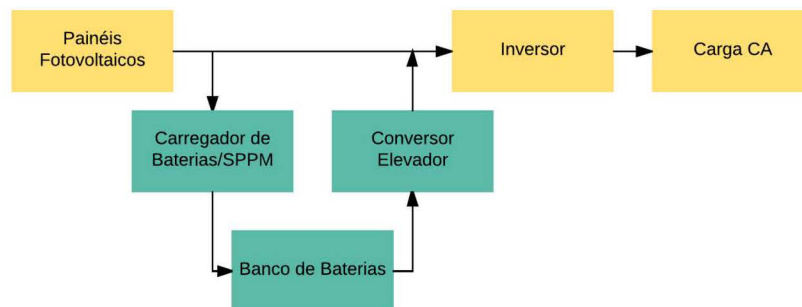 Painéis
Fotovoltaicos
Inversor
Carga CA
Carregador de
Baterias/SPPM
Conversor
Elevador
Banco de Baterias